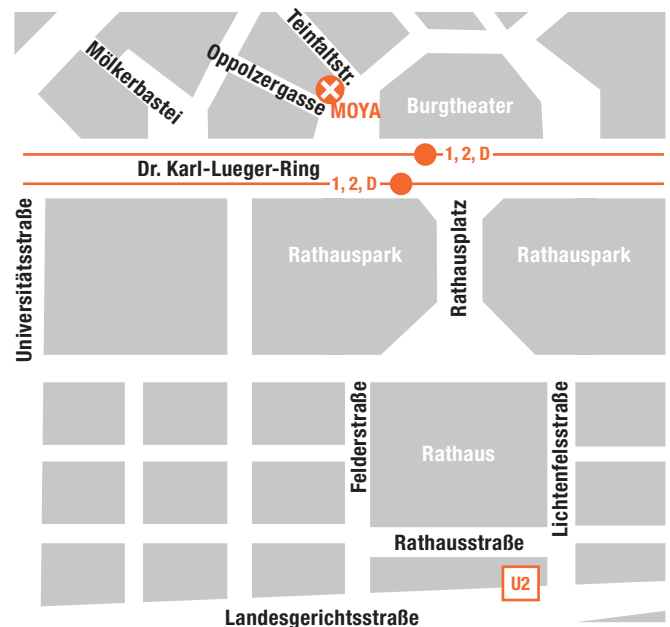 Teinfaltstr.
Mölkerbastei
Oppolzergasse
MOYA
Burgtheater
1, 2, D
Dr. Karl-Lueger-Ring
1, 2, D
Universitätsstraße
Rathauspark
Rathausplatz
Rathauspark
Felderstraße
Rathaus
Lichtenfelsstraße
Rathausstraße
U2
Landesgerichtsstraße